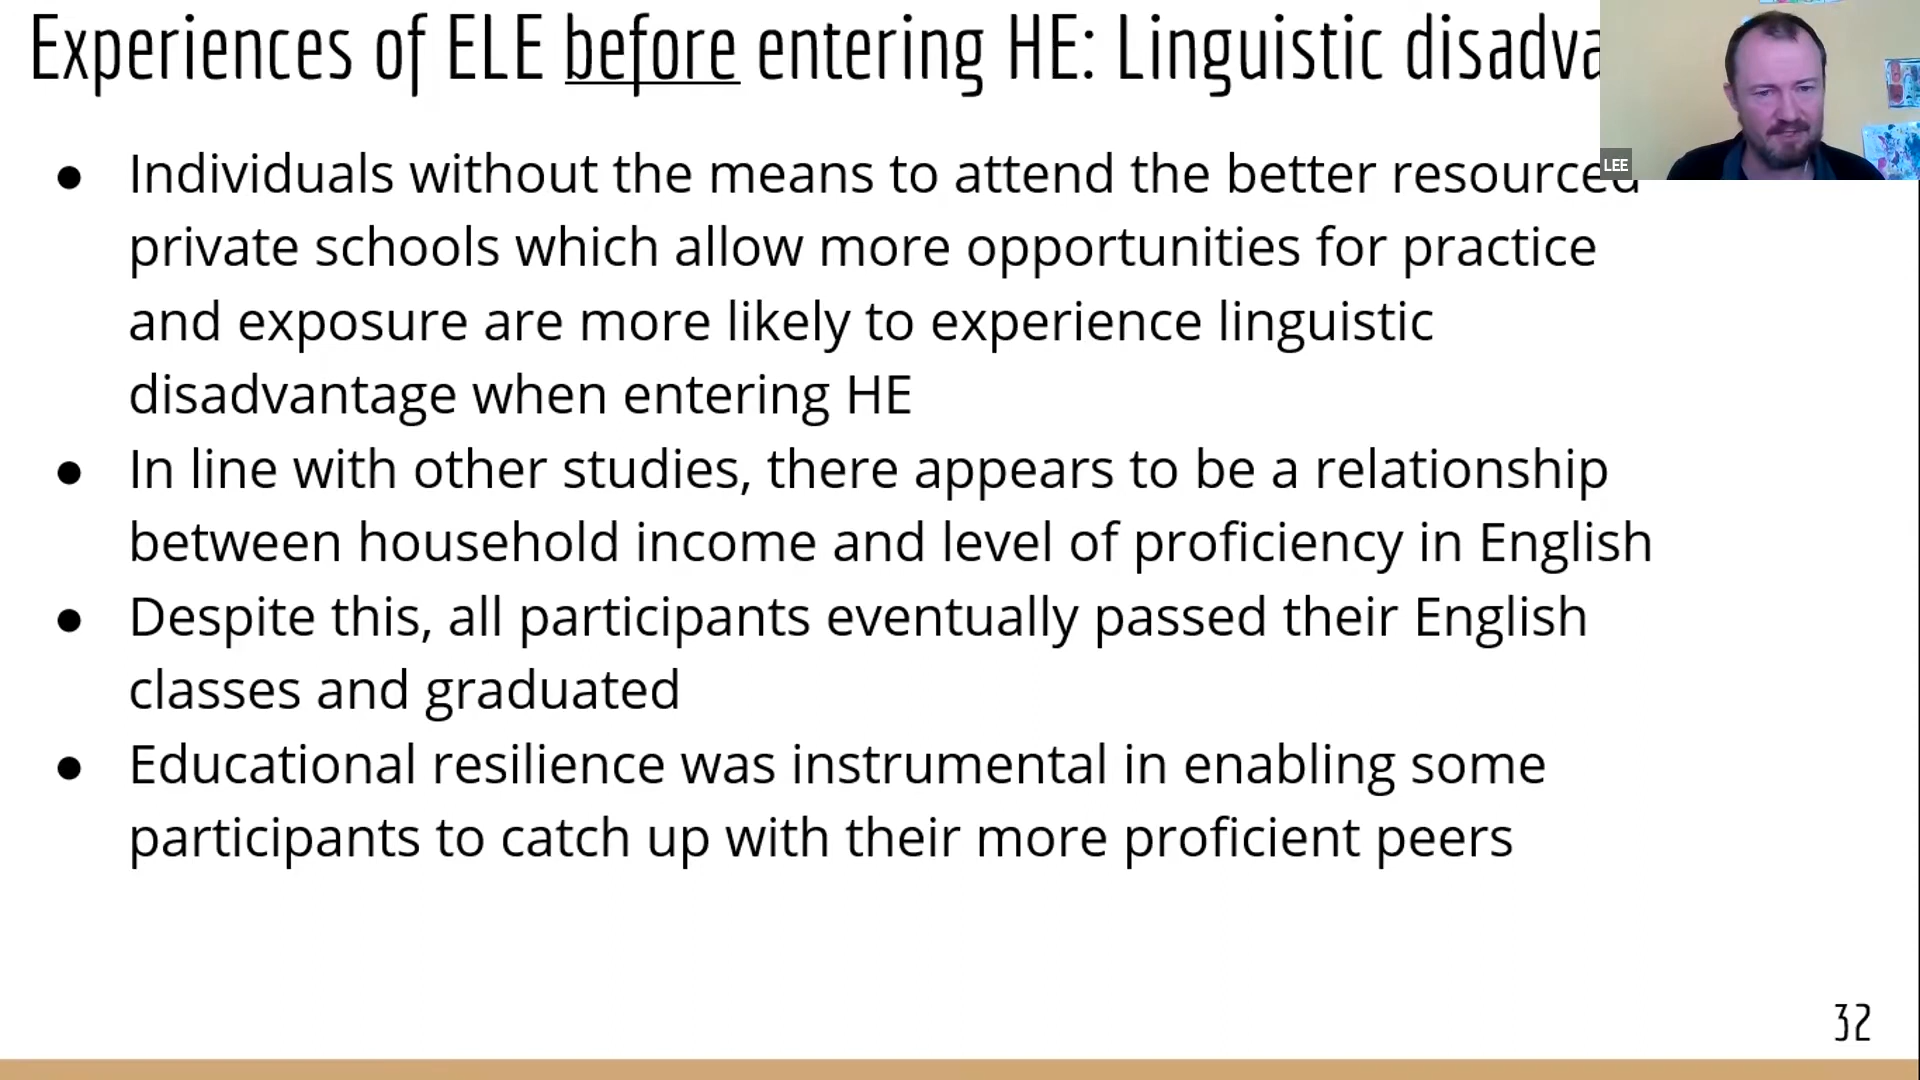 Experiences of ELE before entering HE: Linguistic disadva
LEE
● Individuals without the means to attend the better resourced
private schools which allow more opportunities for practice
and exposure are more likely to experience linguistic
disadvantage when entering HE
● In line with other studies, there appears to be a relationship
between household income and level of proficiency in English
● Despite this, all participants eventually passed their English
classes and graduated
● Educational resilience was instrumental in enabling some
participants to catch up with their more proficient peers
32